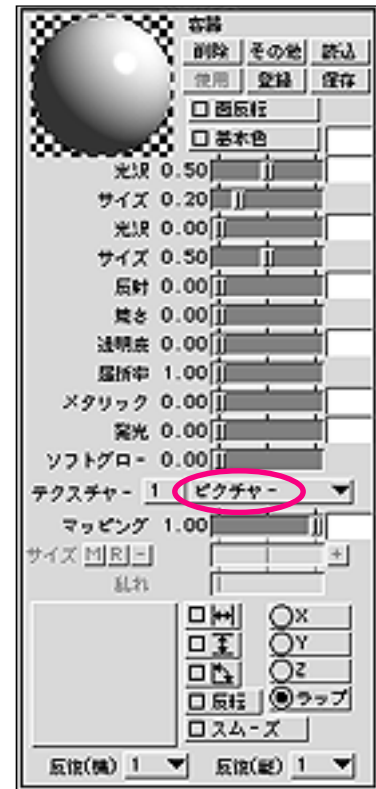 容器
削除 その他 読込
使用 登録 保存
面反転
基本色
光沢 0.50
サイズ 0.20
光沢 0.00
サイズ 0.50
反射 0.00
荒さ 0.00
透明度 0.00
屈折率 1.00
メタリック 0.00
発光 0.00
ソフトグロー 0.00
テクスチャー 1 ピクチャー
マッピング 1.00
サイズ M R - +
乱れ
X
Y
Z
反転 ラップ
スムーズ
反復(横) 1 反復(縦) 1